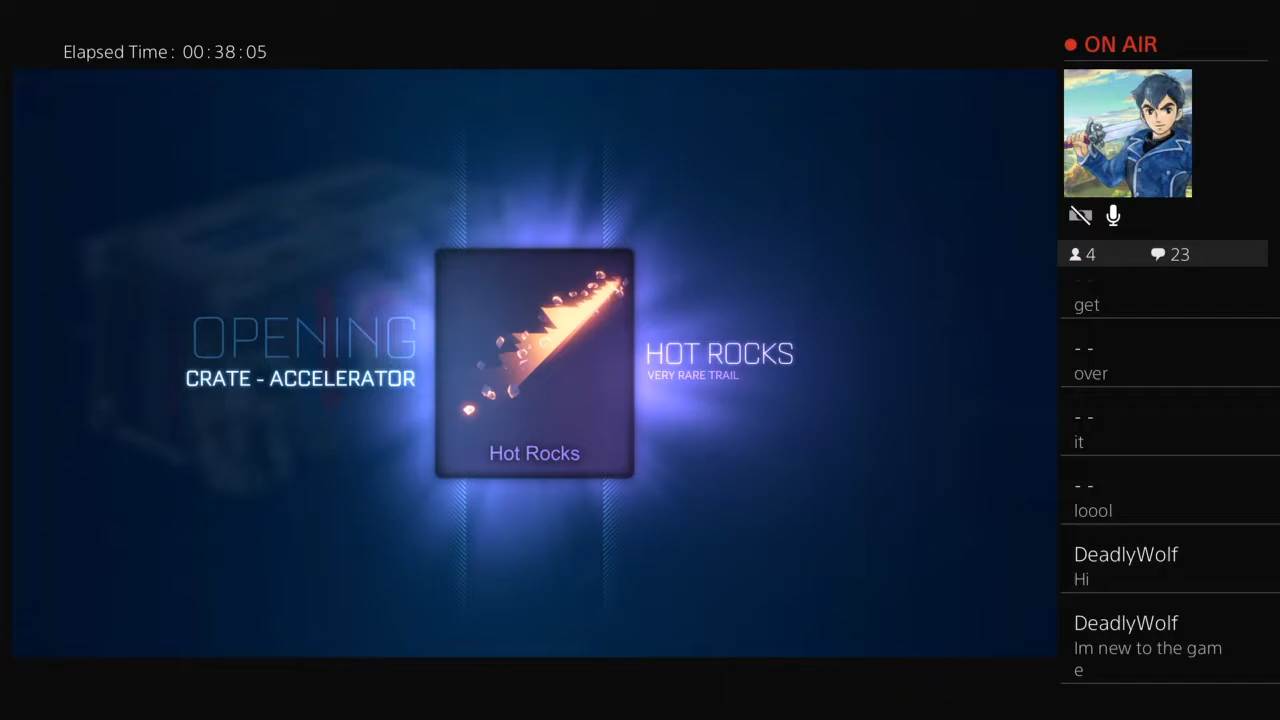 Elapsed Time: 00:38:05
ON AIR
4 23
get
- -
over
- -
it
- -
loool
DeadlyWolf
Hi
DeadlyWolf
Im new to the gam
e
OPENING
CRATE - ACCELERATOR
HOT ROCKS
VERY RARE TRAIL
Hot Rocks